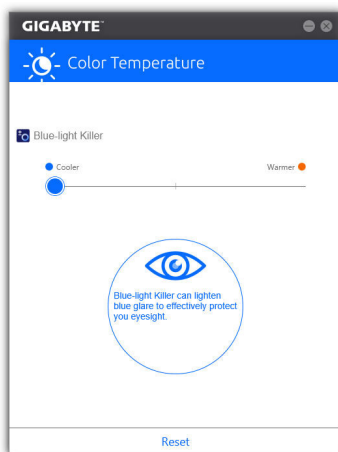 GIGABYTE™
Color Temperature
Blue-light Killer
Cooler
Warmer
Blue-light Killer can lighten
blue glare to effectively protect
you eyesight.
Reset